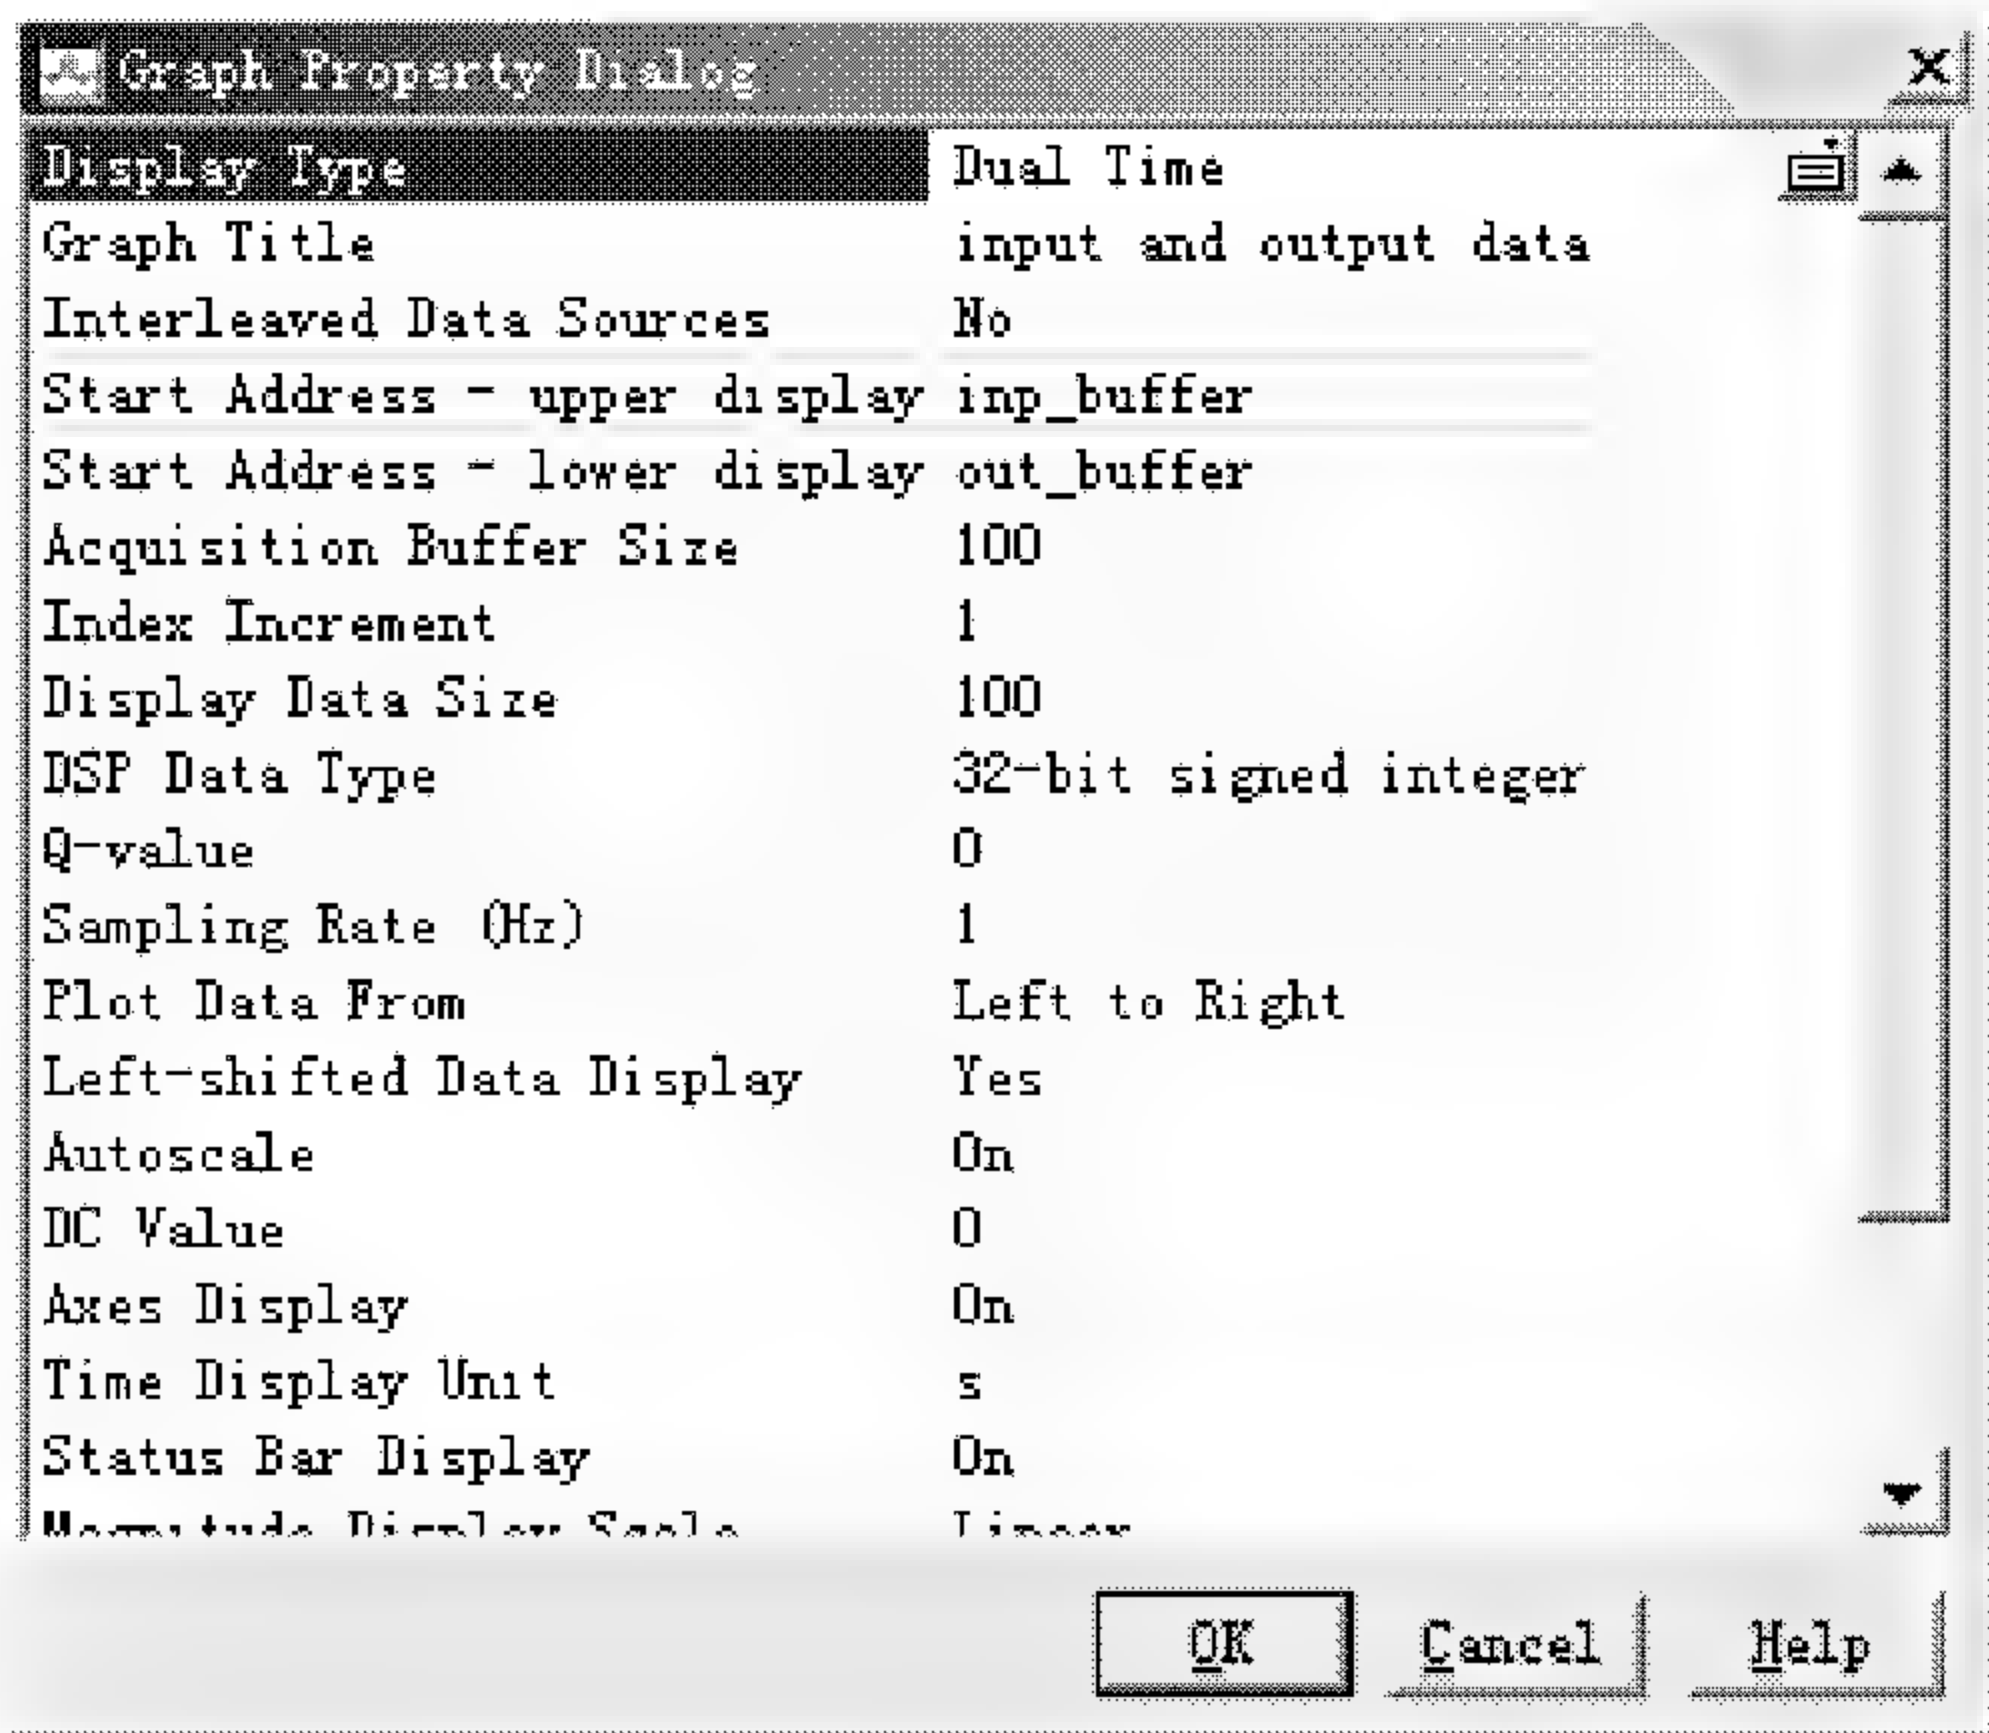 Graph Property Dialog
Display Type Dual Time
Graph Title input and output data
Interleaved Data Sources No
Start Address - upper display inp_buffer
Start Address - lower display out_buffer
Acquisition Buffer Size 100
Index Increment 1
Display Data Size 100
DSP Data Type 32-bit signed integer
Q-value 0
Sampling Rate (Hz) 1
Plot Data From Left to Right
Left-shifted Data Display Yes
Autoscale On
DC Value 0
Axes Display On
Time Display Unit s
Status Bar Display On
Magnitude Display Scale Linear
OK Cancel Help